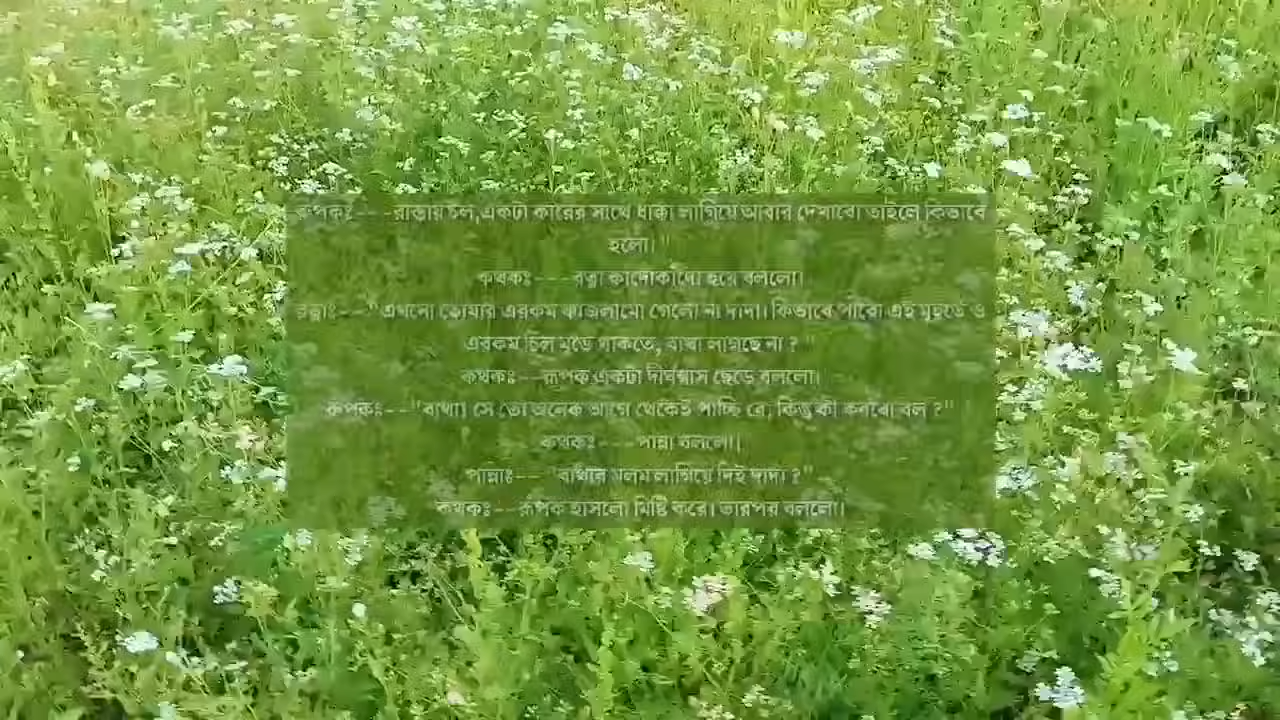 রূপকঃ---রাস্তায় চল,একটা কারের সাথে ধাক্কা লাগিয়ে আবার দেখাবো তাহলে কিভাবে
হলো।"
কথকঃ---রত্না কাঁদোকাঁদো হয়ে বললো।
রত্নাঃ--"এখনো তোমার এরকম ফাজলামো গেলো না দাদা। কিভাবে পারো এই মুহূর্তে ও
এরকম চিল মুডে থাকতে, ব্যথা লাগছে না ? "
কথকঃ--রূপক একটা দীর্ঘশ্বাস ছেড়ে বললো।
রূপকঃ--"ব্যথা। সে তো অনেক আগে থেকেই পাচ্ছি রে, কিন্তু কী করবো বল ?"
কথকঃ---পান্না বললো।
পান্নাঃ---"ব্যথার মলম লাগিয়ে দিই দাদা ?"
কথকঃ--রূপক হাসলো মিষ্টি করে। তারপর বললো।